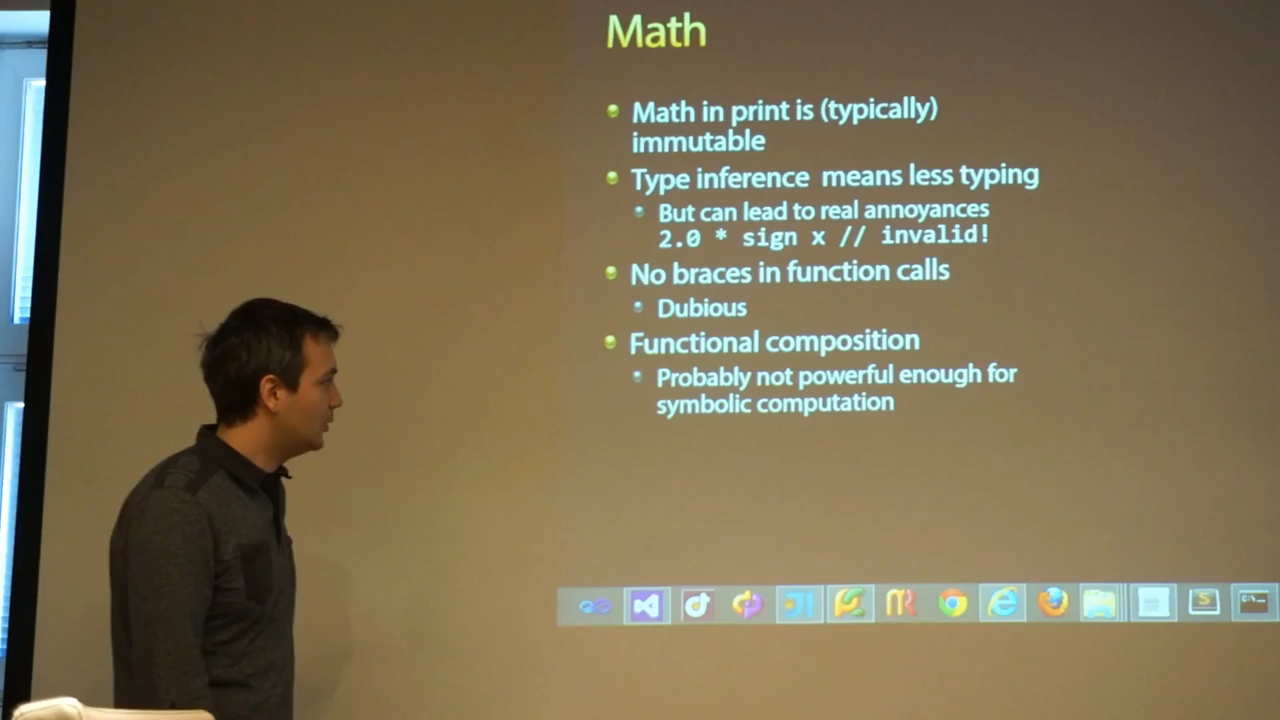 Math
Math in print is (typically)
immutable
Type inference means less typing
But can lead to real annoyances
2.0 * sign x // invalid!
No braces in function calls
Dubious
Functional composition
Probably not powerful enough for
symbolic computation